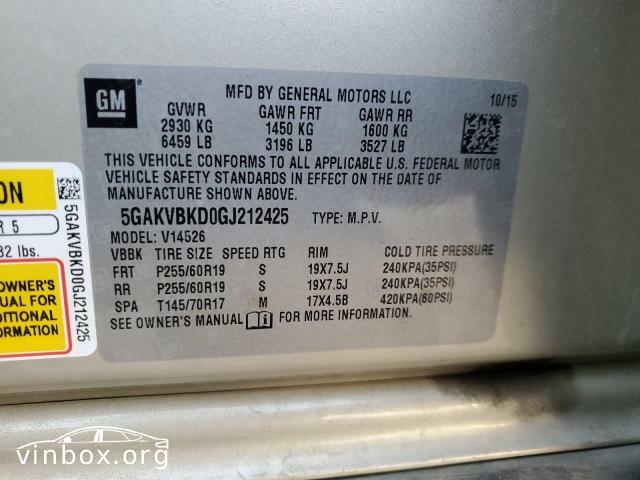 GM
MFD BY GENERAL MOTORS LLC
10/15
GVWR GAWR FRT GAWR RR
2930 KG 1450 KG 1600 KG
6459 LB 3196 LB 3527 LB
THIS VEHICLE CONFORMS TO ALL APPLICABLE U.S. FEDERAL MOTOR
VEHICLE SAFETY STANDARDS IN EFFECT ON THE DATE OF
MANUFACTURE SHOWN ABOVE.
5GAKVBKD0GJ212425 TYPE: M.P.V.
MODEL: V14526
VBBK TIRE SIZE SPEED RTG RIM COLD TIRE PRESSURE
FRT P255/60R19 S 19X7.5J 240KPA(35PSI)
RR P255/60R19 S 19X7.5J 240KPA(35PSI)
SPA T145/70R17 M 17X4.5B 420KPA(60PSI)
SEE OWNER'S MANUAL FOR MORE INFORMATION.
ON
R 5
32 lbs.
OWNER'S
UAL FOR
DITIONAL
RMATION
5GAKVBKD0GJ212425
vinbox.org